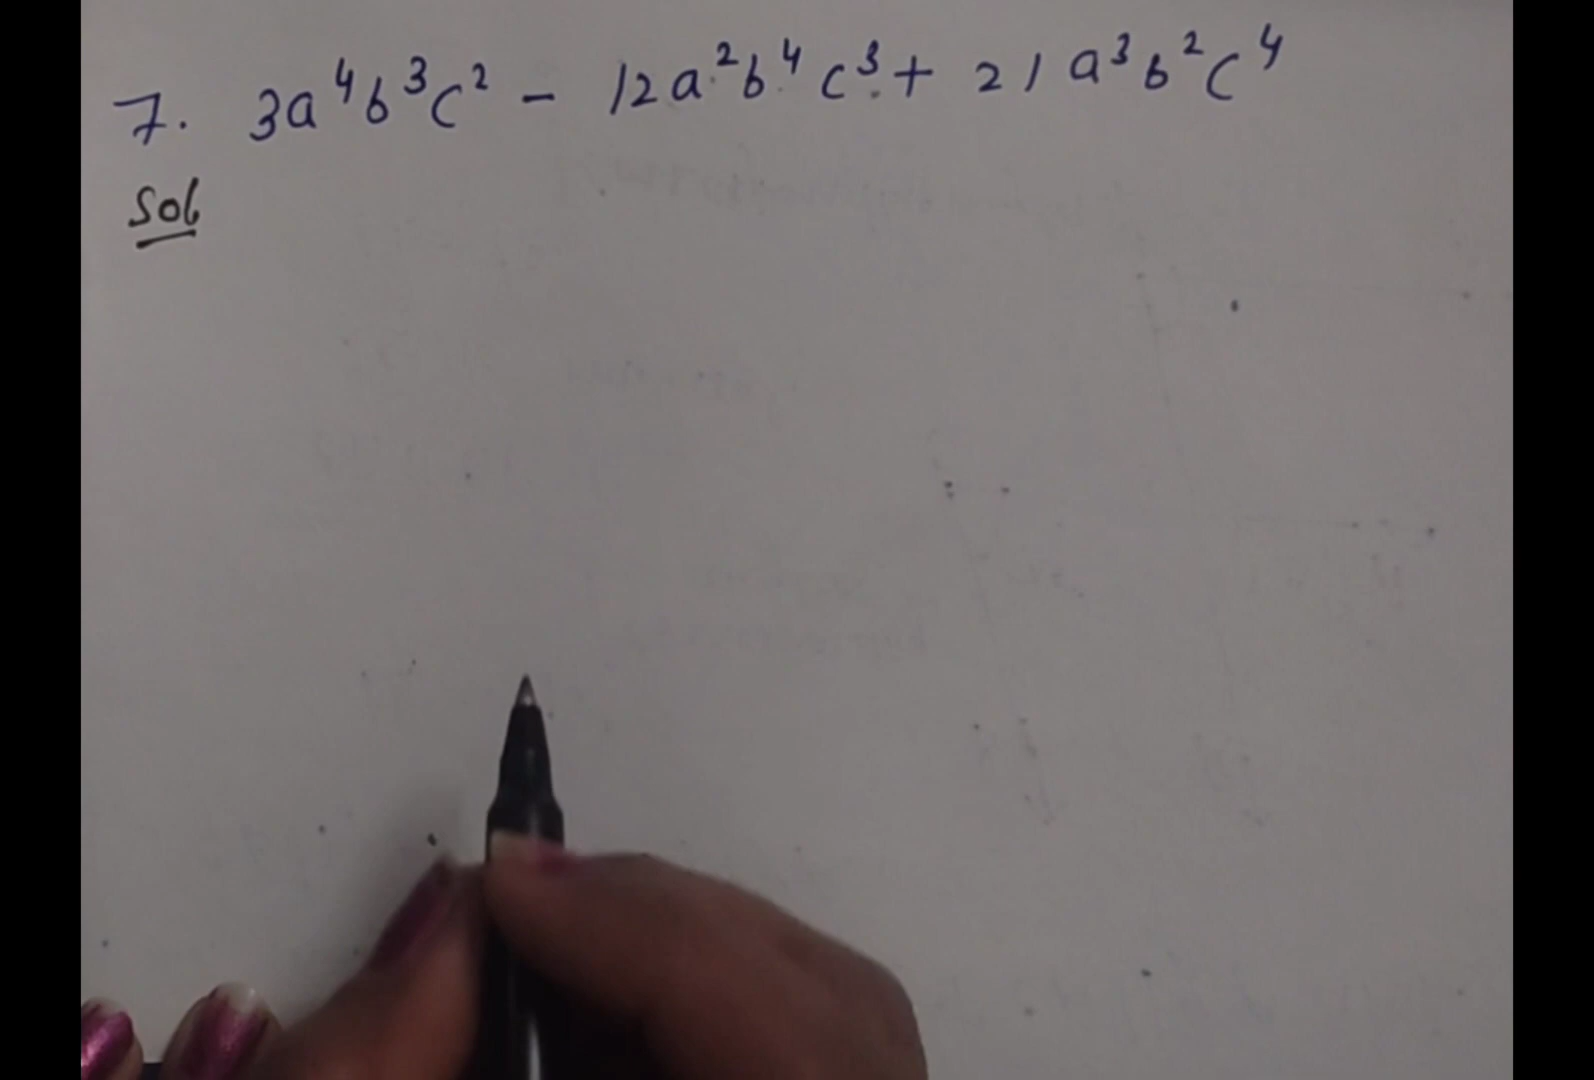 7. 3a⁴b³c² - 12a²b⁴c³ + 21a³b²c⁴
Sol